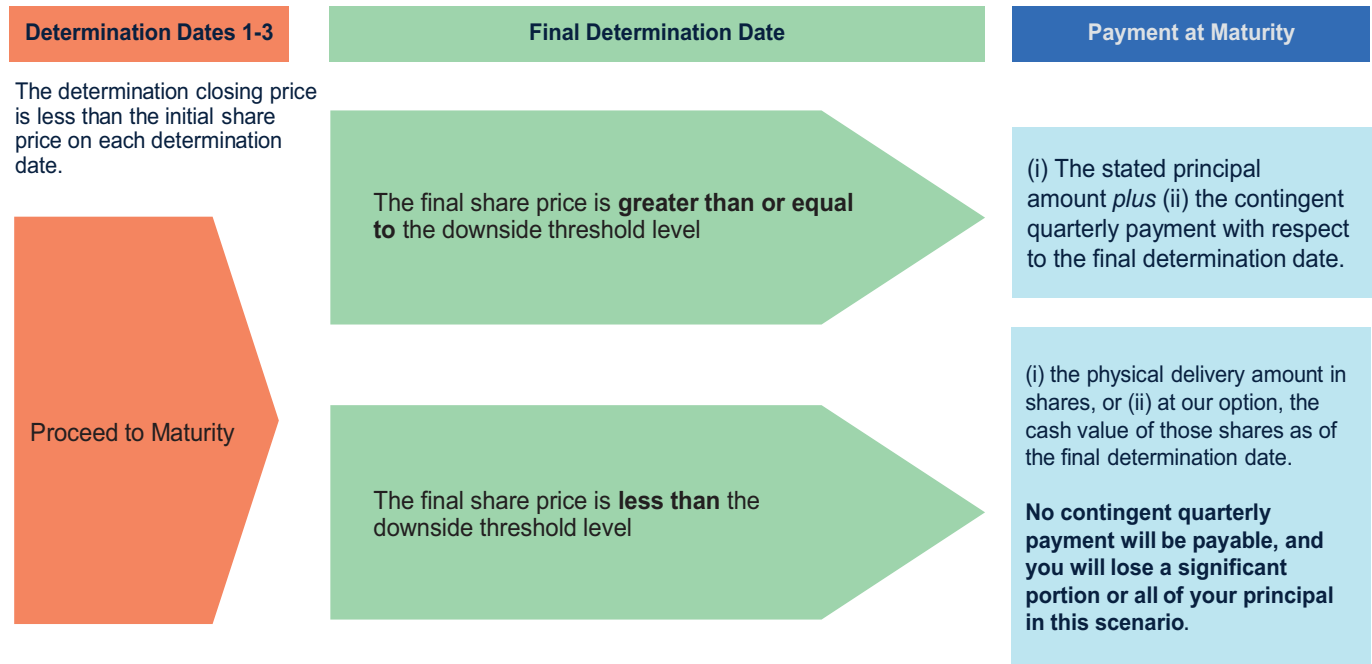 Determination Dates 1-3
Final Determination Date
Payment at Maturity
The determination closing price
is less than the initial share
price on each determination
date.
Proceed to Maturity
The final share price is greater than or equal
to the downside threshold level
(i) The stated principal
amount plus (ii) the contingent
quarterly payment with respect
to the final determination date.
The final share price is less than the
downside threshold level
(i) the physical delivery amount in
shares, or (ii) at our option, the
cash value of those shares as of
the final determination date.
No contingent quarterly
payment will be payable, and
you will lose a significant
portion or all of your principal
in this scenario.